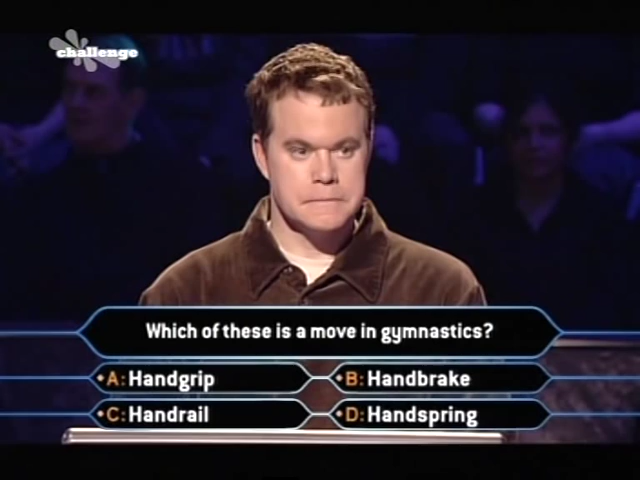 challenge
Which of these is a move in gymnastics?
A: Handgrip
B: Handbrake
C: Handrail
D: Handspring